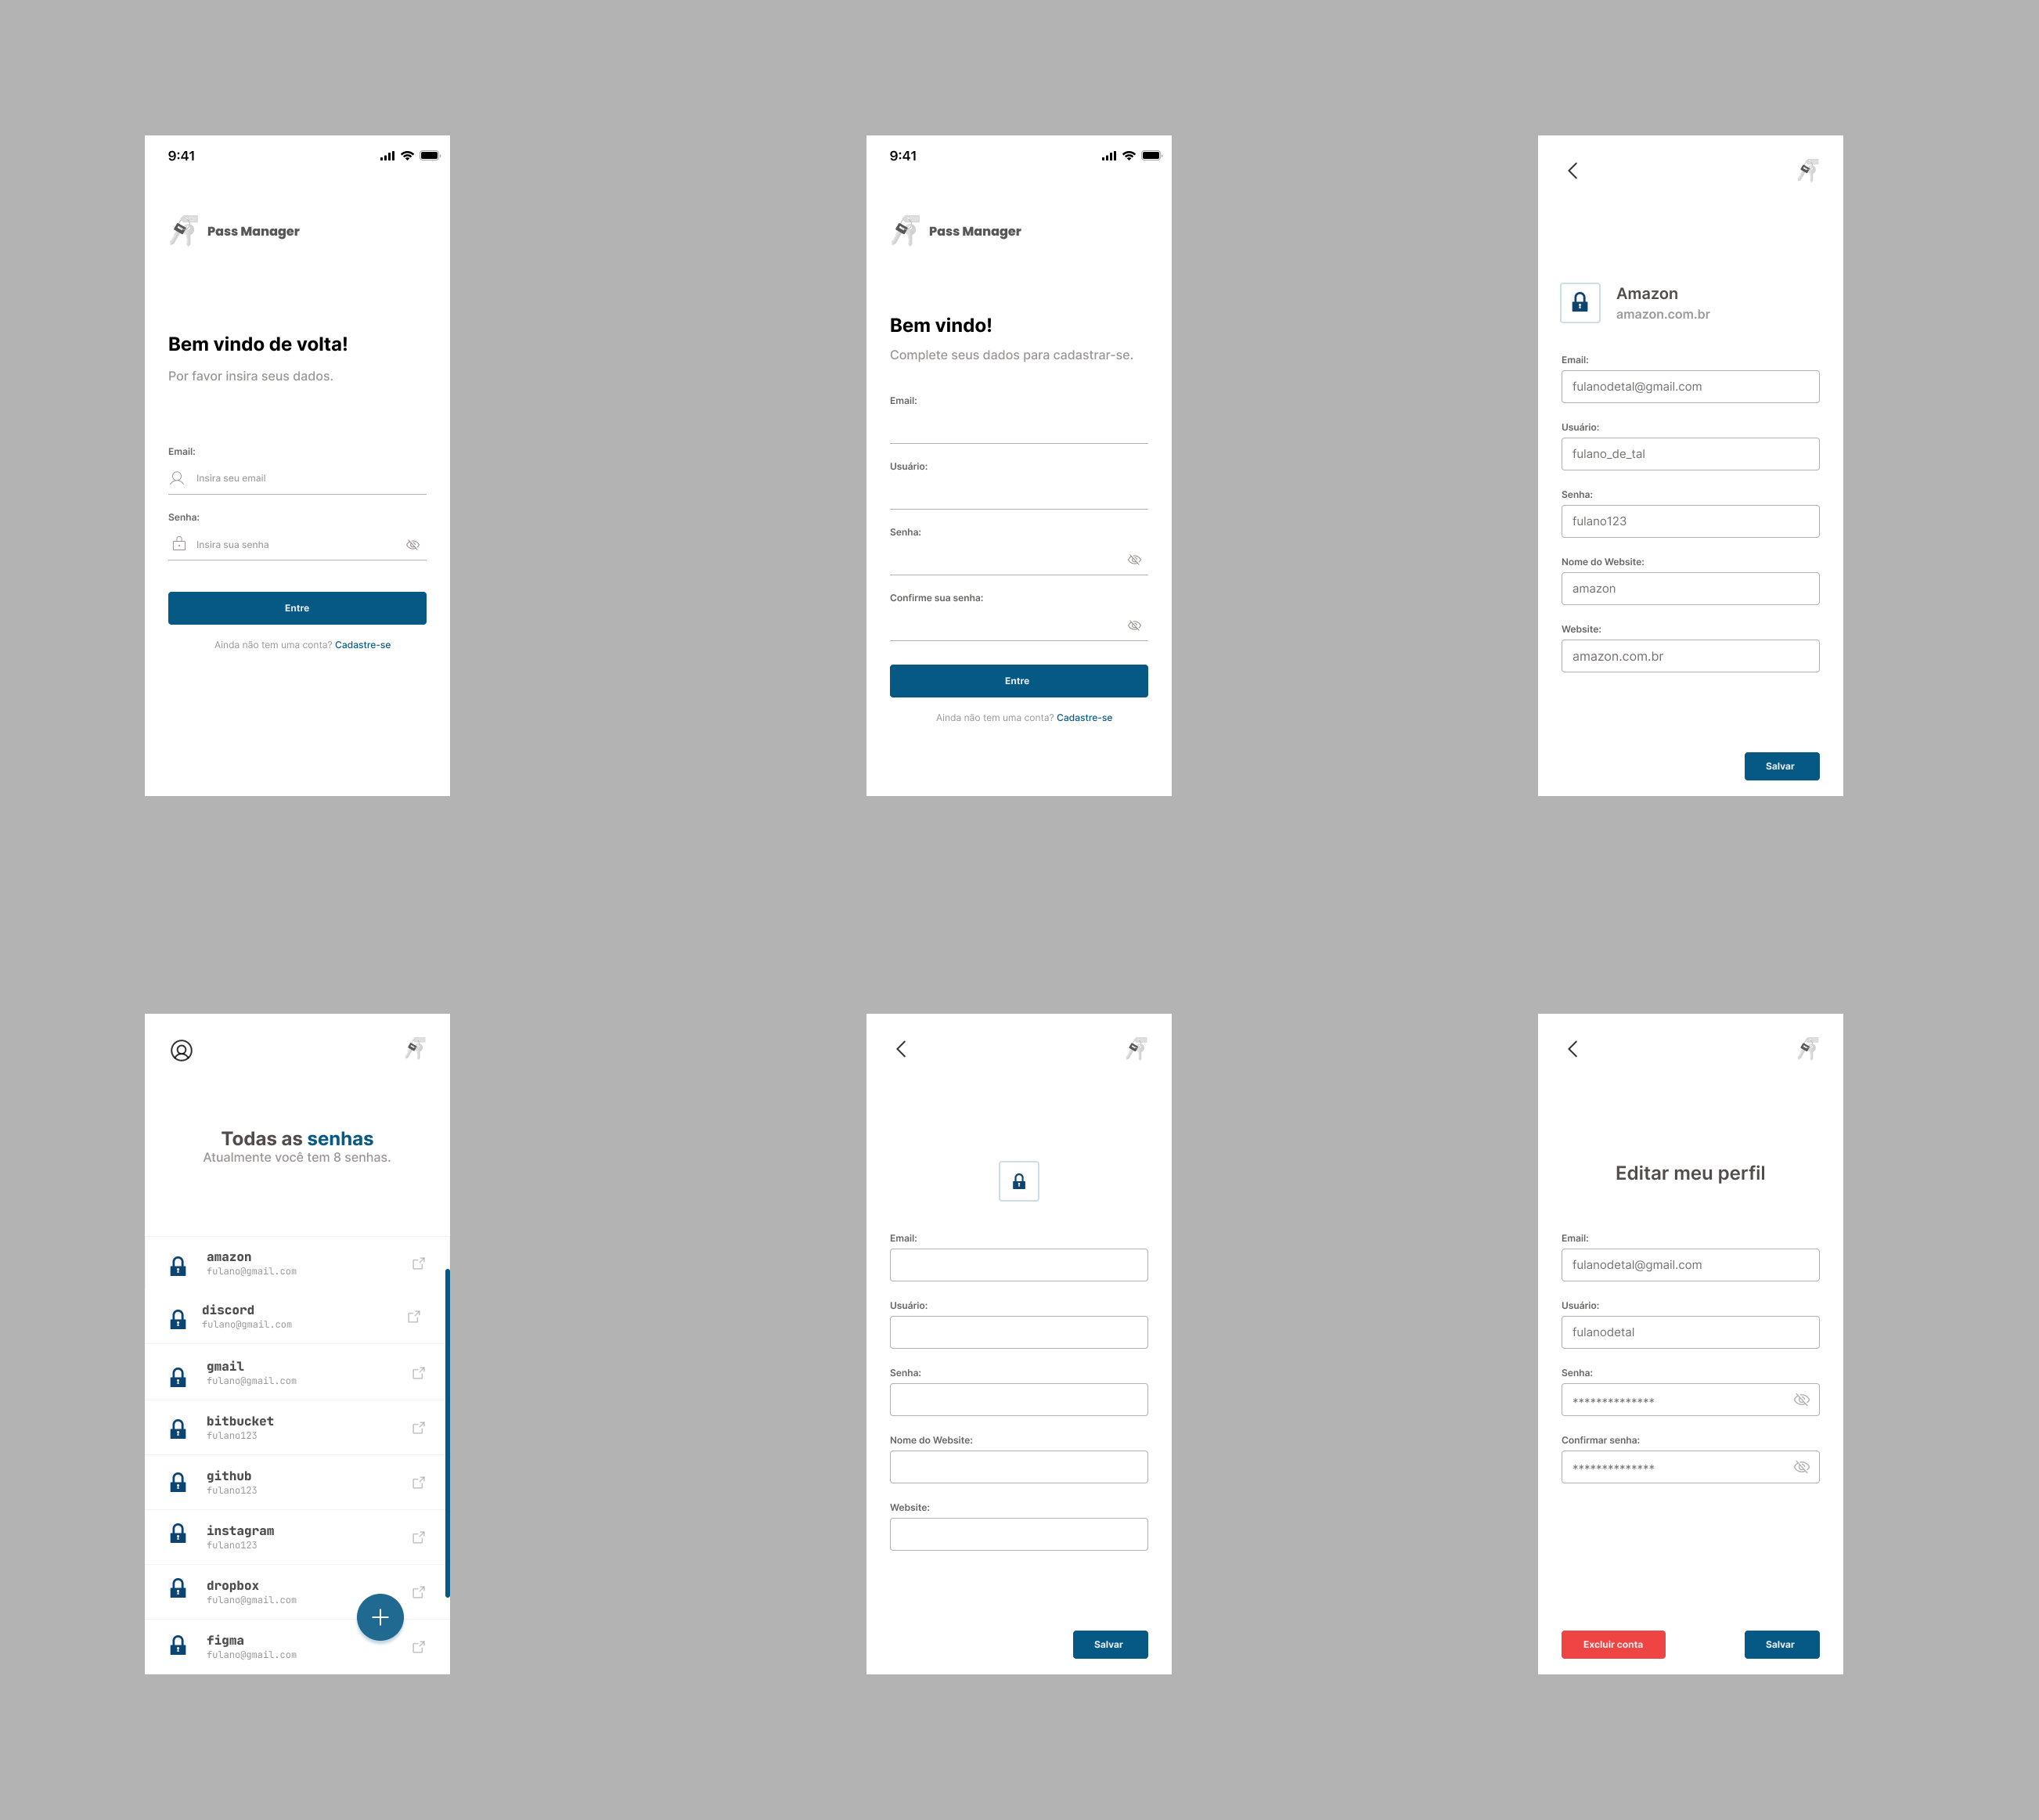 9:41
Pass Manager
Bem vindo de volta!
Por favor insira seus dados.
Email:
Insira seu email
Senha:
Insira sua senha
Entre
Ainda não tem uma conta? Cadastre-se
9:41
Pass Manager
Bem vindo!
Complete seus dados para cadastrar-se.
Email:
Usuário:
Senha:
Confirme sua senha:
Entre
Ainda não tem uma conta? Cadastre-se
Amazon
amazon.com.br
Email:
fulanodetal@gmail.com
Usuário:
fulano_de_tal
Senha:
fulano123
Nome do Website:
amazon
Website:
amazon.com.br
Salvar
Todas as senhas
Atualmente você tem 8 senhas.
amazon
fulano@gmail.com
discord
fulano@gmail.com
gmail
fulano@gmail.com
bitbucket
fulano123
github
fulano123
instagram
fulano123
dropbox
fulano@gmail.com
figma
fulano@gmail.com
Email:
Usuário:
Senha:
Nome do Website:
Website:
Salvar
Editar meu perfil
Email:
fulanodetal@gmail.com
Usuário:
fulanodetal
Senha:
**************
Confirmar senha:
**************
Excluir conta
Salvar